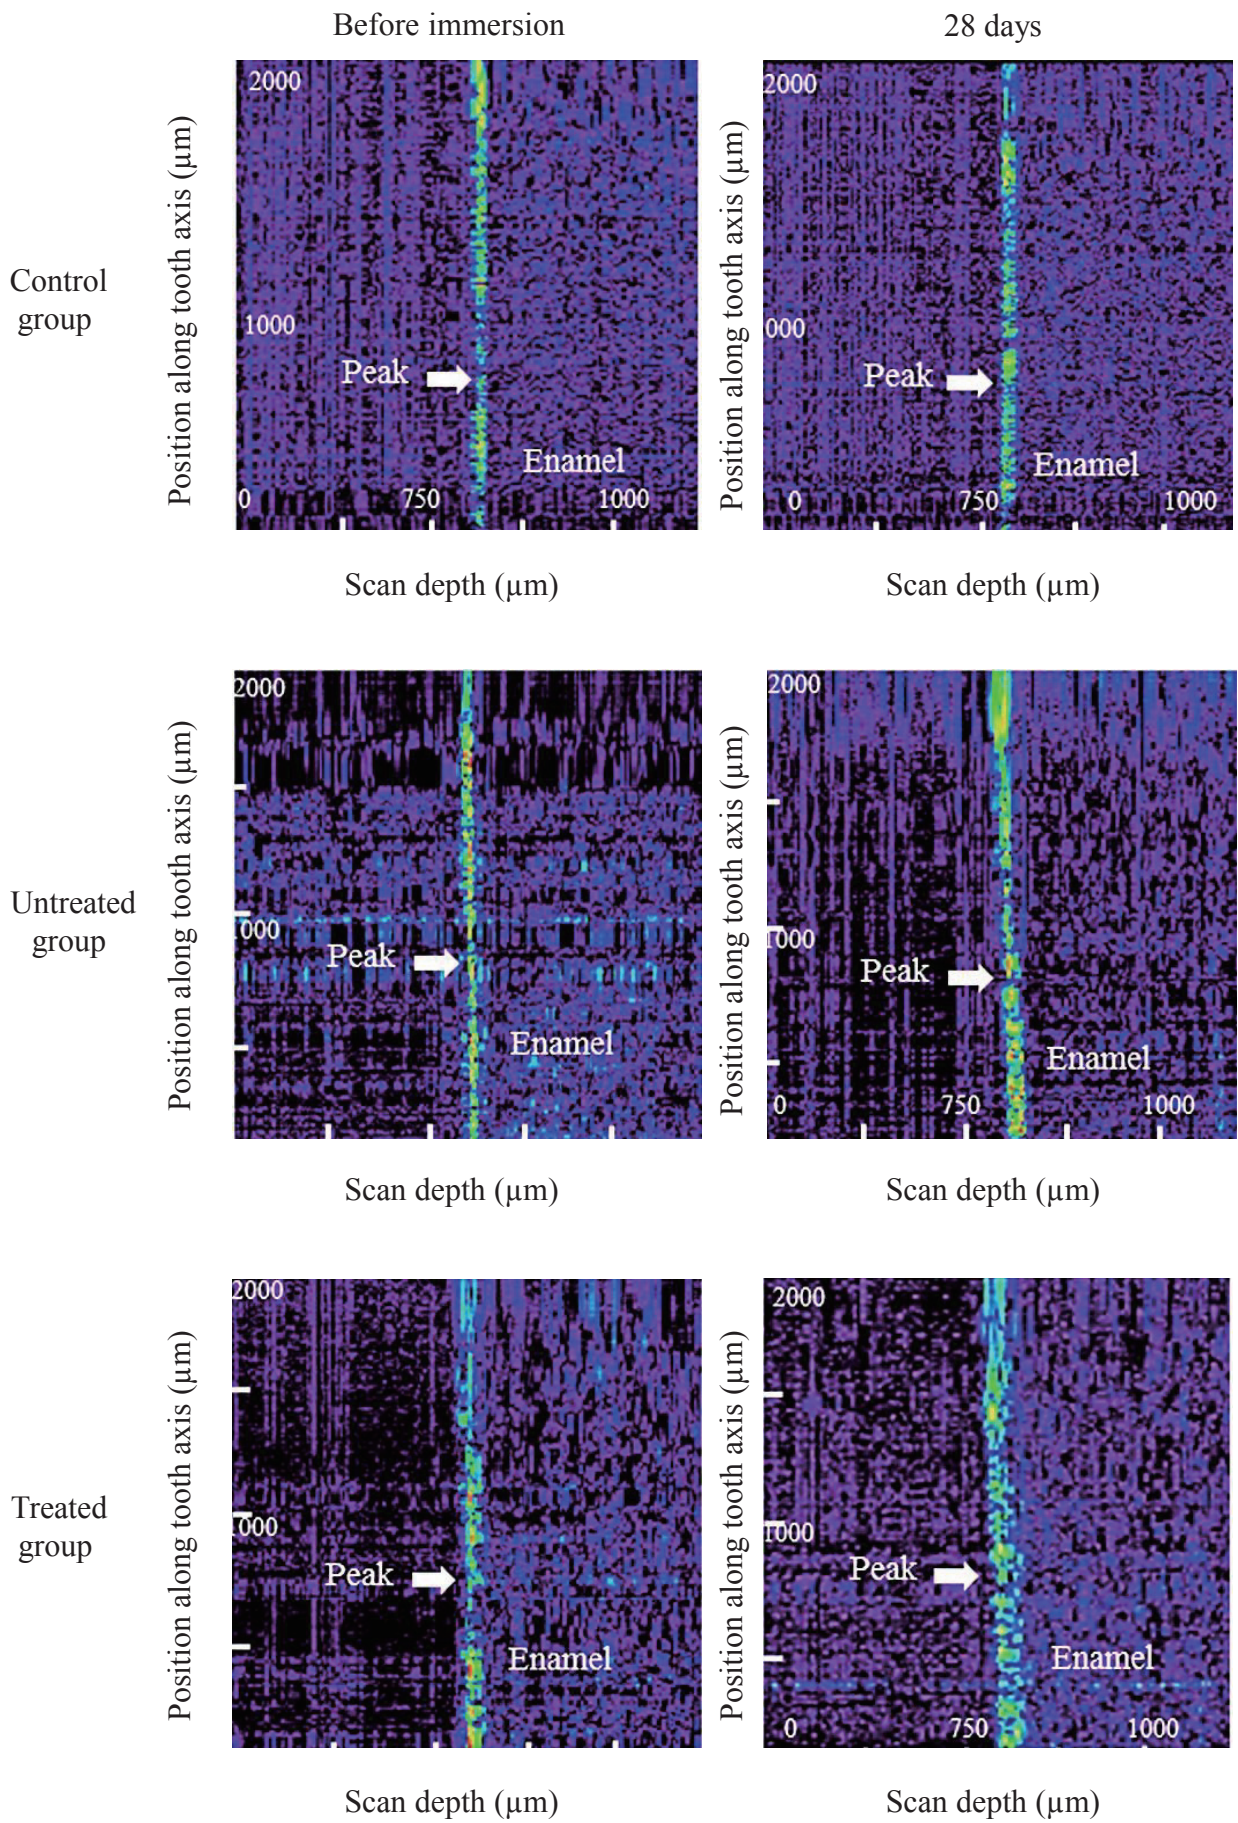 Before immersion
28 days
Control
group
Position along tooth axis (µm)
2000
1000
Peak
Enamel
0 750 1000
Scan depth (µm)
Position along tooth axis (µm)
2000
000
Peak
Enamel
0 750 1000
Scan depth (µm)
Untreated
group
Position along tooth axis (µm)
2000
1000
Peak
Enamel
Scan depth (µm)
Position along tooth axis (µm)
2000
1000
Peak
Enamel
0 750 1000
Scan depth (µm)
Treated
group
Position along tooth axis (µm)
2000
1000
Peak
Enamel
Scan depth (µm)
Position along tooth axis (µm)
2000
1000
Peak
Enamel
0 750 1000
Scan depth (µm)